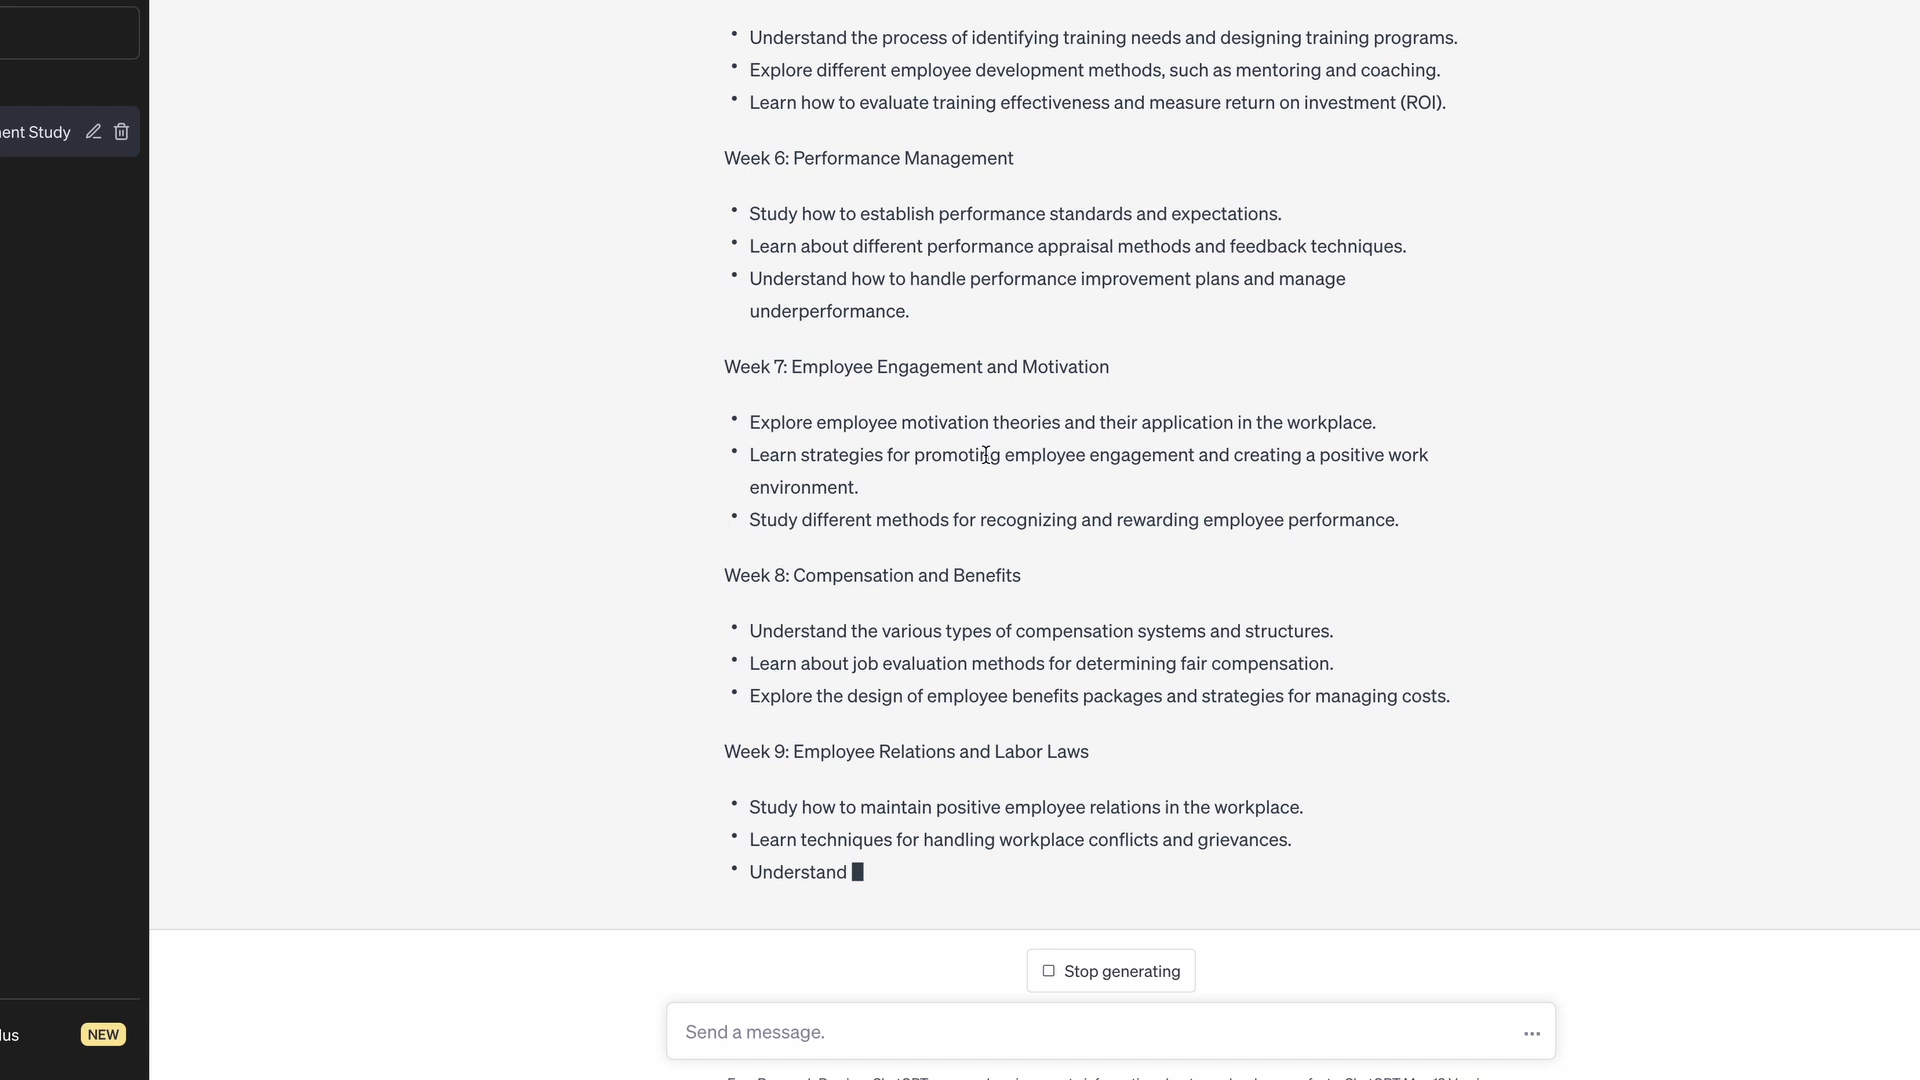 Understand the process of identifying training needs and designing training programs.
Explore different employee development methods, such as mentoring and coaching.
Learn how to evaluate training effectiveness and measure return on investment (ROI).
ent Study
Week 6: Performance Management
Study how to establish performance standards and expectations.
Learn about different performance appraisal methods and feedback techniques.
Understand how to handle performance improvement plans and manage
underperformance.
Week 7: Employee Engagement and Motivation
Explore employee motivation theories and their application in the workplace.
Learn strategies for promoting employee engagement and creating a positive work
environment.
Study different methods for recognizing and rewarding employee performance.
Week 8: Compensation and Benefits
Understand the various types of compensation systems and structures.
Learn about job evaluation methods for determining fair compensation.
Explore the design of employee benefits packages and strategies for managing costs.
Week 9: Employee Relations and Labor Laws
Study how to maintain positive employee relations in the workplace.
Learn techniques for handling workplace conflicts and grievances.
Understand
Stop generating
Send a message.
lus NEW